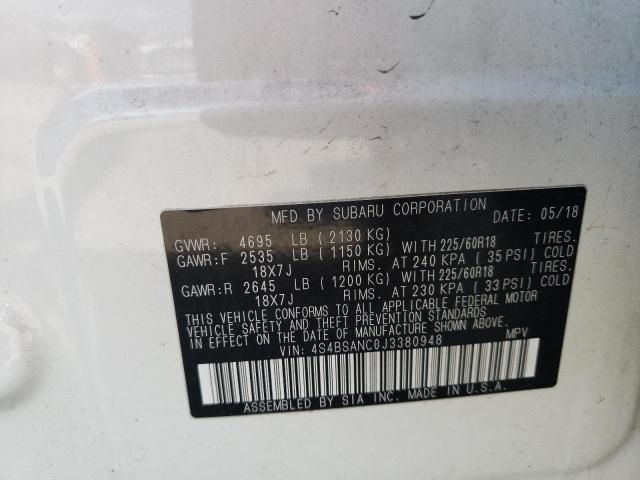 MFD BY SUBARU CORPORATION DATE: 05/18
GVWR: 4695 LB (2130 KG)
GAWR:F 2535 LB (1150 KG) WITH 225/60R18 TIRES.
18X7J RIMS. AT 240 KPA (35 PSI) COLD
GAWR:R 2645 LB (1200 KG) WITH 225/60R18 TIRES.
18X7J RIMS. AT 230 KPA (33 PSI) COLD
THIS VEHICLE CONFORMS TO ALL APPLICABLE FEDERAL MOTOR
VEHICLE SAFETY AND THEFT PREVENTION STANDARDS
IN EFFECT ON THE DATE OF MANUFACTURE SHOWN ABOVE.
VIN: 4S4BSANC0J3380948 MPV
ASSEMBLED BY SIA INC. MADE IN U.S.A.